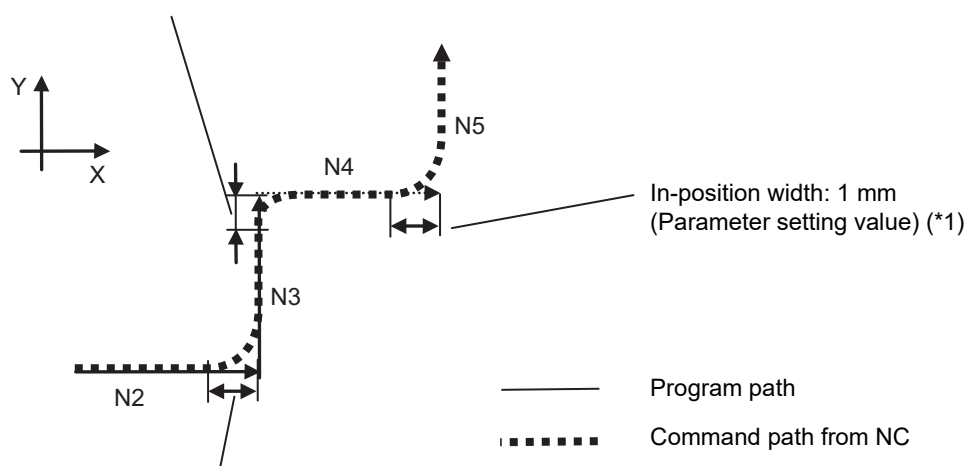 Y
X
N5
N4
In-position width: 1 mm
(Parameter setting value) (*1)
N3
N2
Program path
Command path from NC